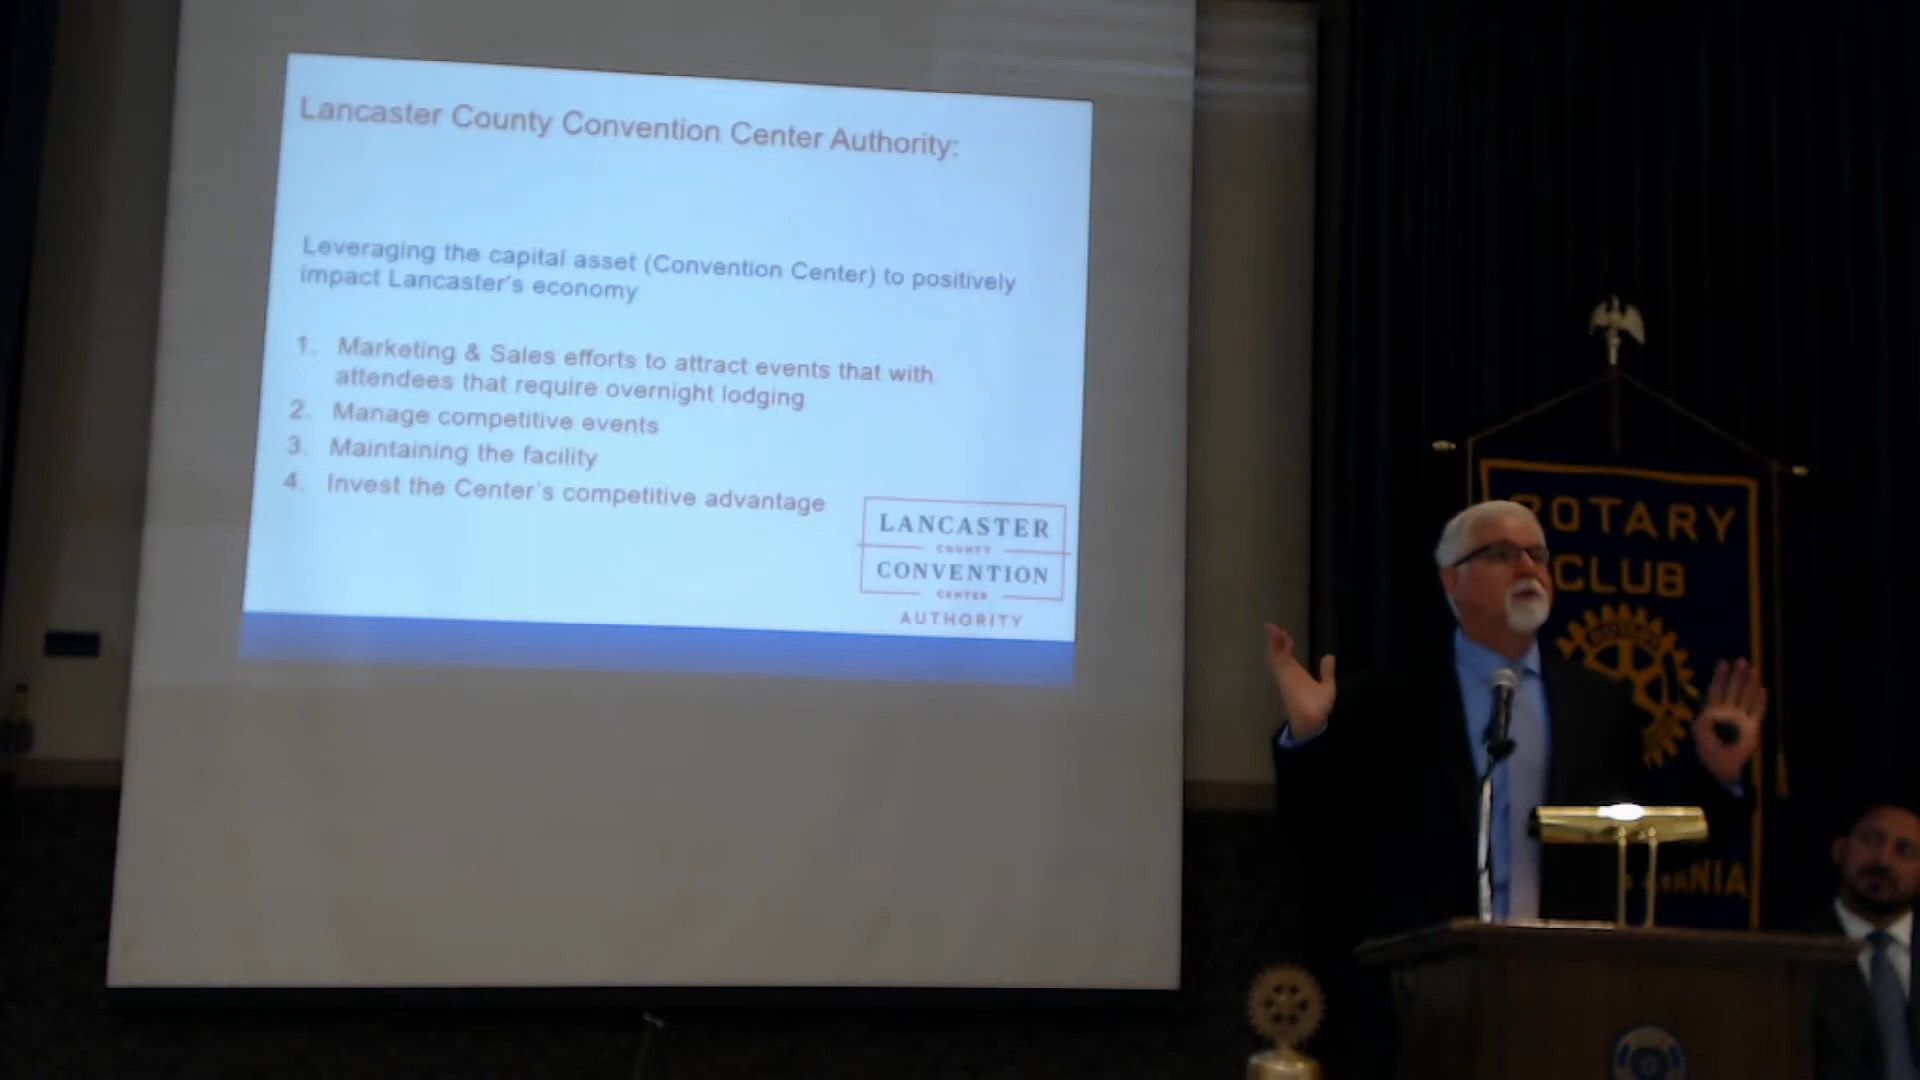 Lancaster County Convention Center Authority:
Leveraging the capital asset (Convention Center) to positively
impact Lancaster's economy
1. Marketing & Sales efforts to attract events that with
attendees that require overnight lodging
2. Manage competitive events
3. Maintaining the facility
4. Invest the Center's competitive advantage
LANCASTER
COUNTY
CONVENTION
CENTER
AUTHORITY
ROTARY
CLUB